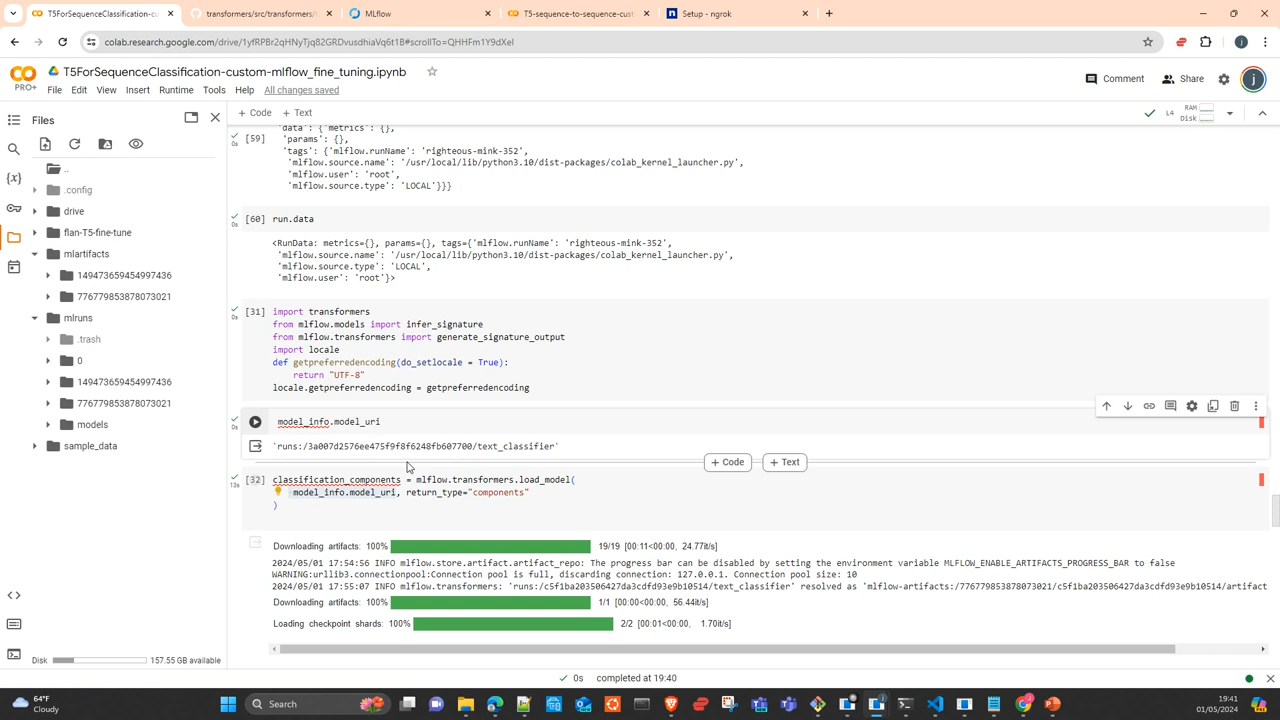 T5ForSequenceClassification-c
transformers/src/transformers/t
MLflow
T5-sequence-to-sequence-cust
Setup - ngrok
colab.research.google.com/drive/1yfRPBr2qHNyTjq82GRDvusdhiaVq6t1B#scrollTo=QHHFm1Y9dXeI
T5ForSequenceClassification-custom-mlflow_fine_tuning.ipynb
PRO+
File Edit View Insert Runtime Tools Help All changes saved
Comment Share
j
Files
+ Code + Text
L4
RAM
Disk
..
.config
drive
flan-T5-fine-tune
mlartifacts
149473659454997436
776779853878073021
mlruns
.trash
0
149473659454997436
776779853878073021
models
sample_data
Disk 157.55 GB available
'data': {'metrics': {},
[59] 'params': {},
0s
'tags': {'mlflow.runName': 'righteous-mink-352',
'mlflow.source.name': '/usr/local/lib/python3.10/dist-packages/colab_kernel_launcher.py',
'mlflow.user': 'root',
'mlflow.source.type': 'LOCAL'}}}
[60] run.data
0s
<RunData: metrics={}, params={}, tags={'mlflow.runName': 'righteous-mink-352',
'mlflow.source.name': '/usr/local/lib/python3.10/dist-packages/colab_kernel_launcher.py',
'mlflow.source.type': 'LOCAL',
'mlflow.user': 'root'}>
[31] import transformers
0s
from mlflow.models import infer_signature
from mlflow.transformers import generate_signature_output
import locale
def getpreferredencoding(do_setlocale = True):
return "UTF-8"
locale.getpreferredencoding = getpreferredencoding
model_info.model_uri
0s
'runs:/3a007d2576ee475f9f8f6248fb607700/text_classifier'
+ Code + Text
[32] classification_components = mlflow.transformers.load_model(
13s
model_info.model_uri, return_type="components"
)
Downloading artifacts: 100% 19/19 [00:11<00:00, 24.77it/s]
2024/05/01 17:54:56 INFO mlflow.store.artifact.artifact_repo: The progress bar can be disabled by setting the environment variable MLFLOW_ENABLE_ARTIFACTS_PROGRESS_BAR to false
WARNING:urllib3.connectionpool:Connection pool is full, discarding connection: 127.0.0.1. Connection pool size: 10
2024/05/01 17:55:07 INFO mlflow.transformers: 'runs:/c5f1ba203506427da3cdfd93e9b10514/text_classifier' resolved as 'mlflow-artifacts:/776779853878073021/c5f1ba203506427da3cdfd93e9b10514/artifact
Downloading artifacts: 100% 1/1 [00:00<00:00, 56.44it/s]
Loading checkpoint shards: 100% 2/2 [00:01<00:00, 1.70it/s]
0s completed at 19:40
64°F
Cloudy
Search
19:41
01/05/2024